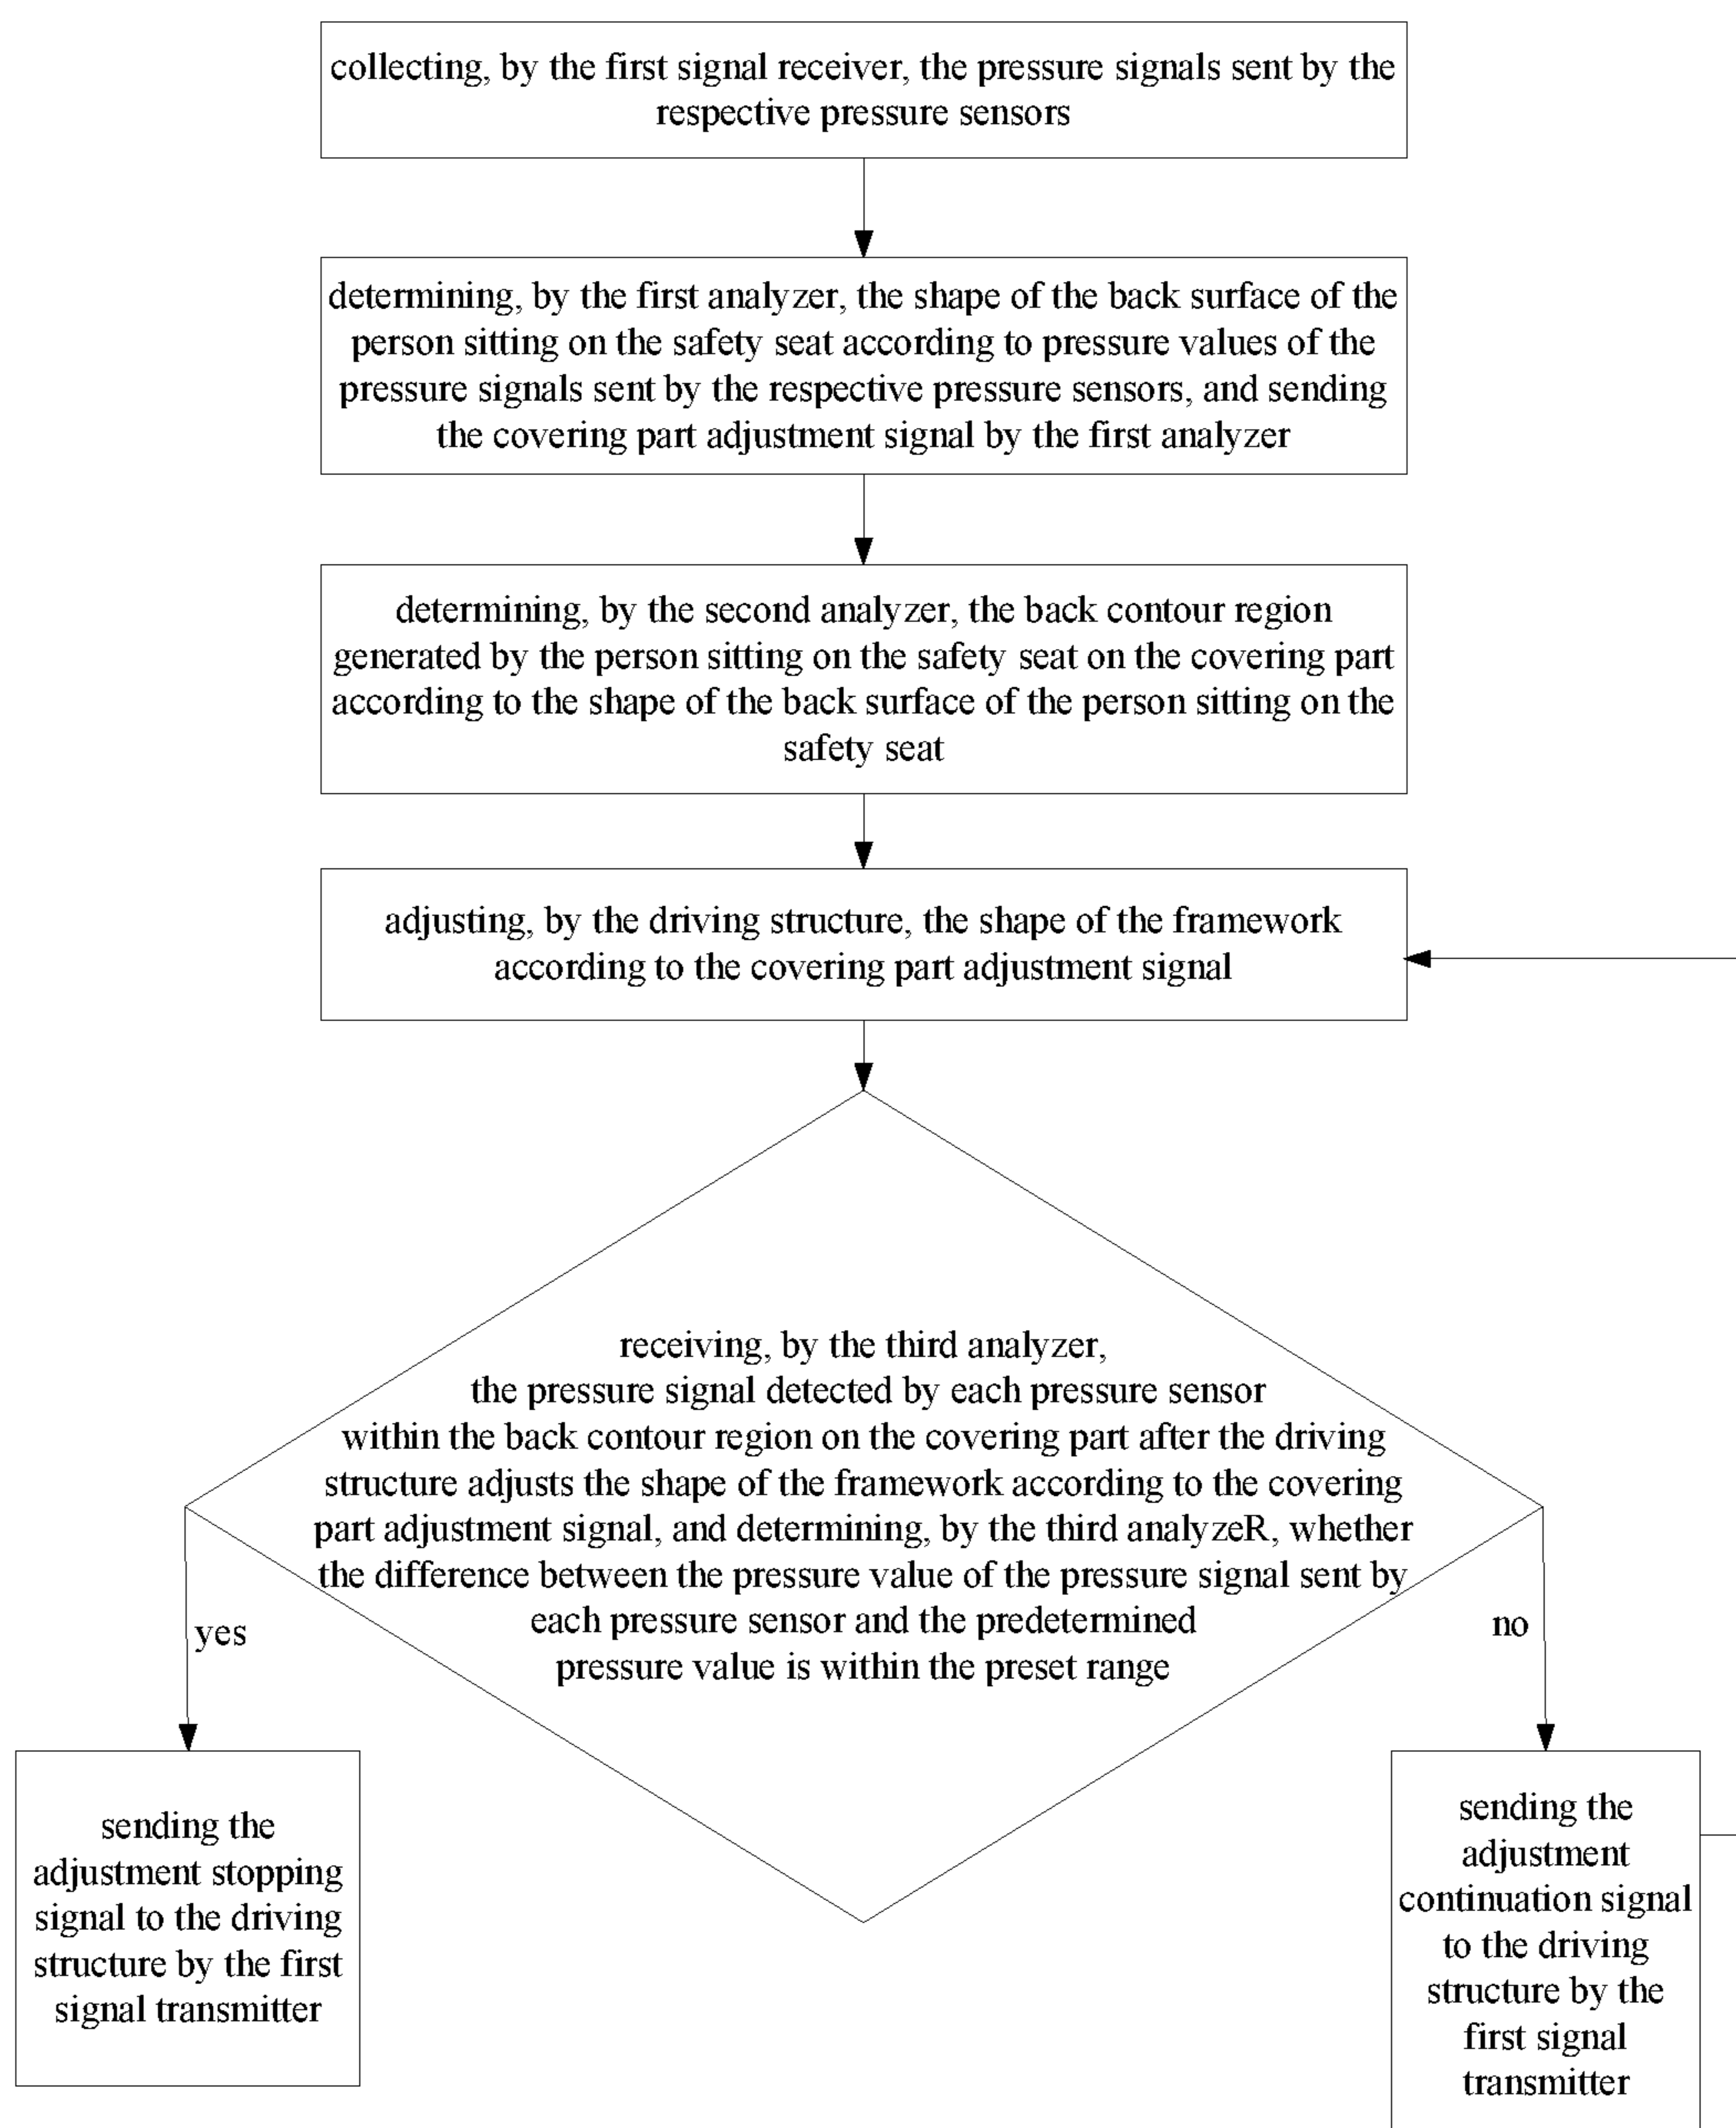 collecting, by the first signal receiver, the pressure signals sent by the
respective pressure sensors
determining, by the first analyzer, the shape of the back surface of the
person sitting on the safety seat according to pressure values of the
pressure signals sent by the respective pressure sensors, and sending
the covering part adjustment signal by the first analyzer
determining, by the second analyzer, the back contour region
generated by the person sitting on the safety seat on the covering part
according to the shape of the back surface of the person sitting on the
safety seat
adjusting, by the driving structure, the shape of the framework
according to the covering part adjustment signal
receiving, by the third analyzer,
the pressure signal detected by each pressure sensor
within the back contour region on the covering part after the driving
structure adjusts the shape of the framework according to the covering
part adjustment signal, and determining, by the third analyzeR, whether
the difference between the pressure value of the pressure signal sent by
each pressure sensor and the predetermined
pressure value is within the preset range
yes
no
sending the
adjustment stopping
signal to the driving
structure by the first
signal transmitter
sending the
adjustment
continuation signal
to the driving
structure by the
first signal
transmitter